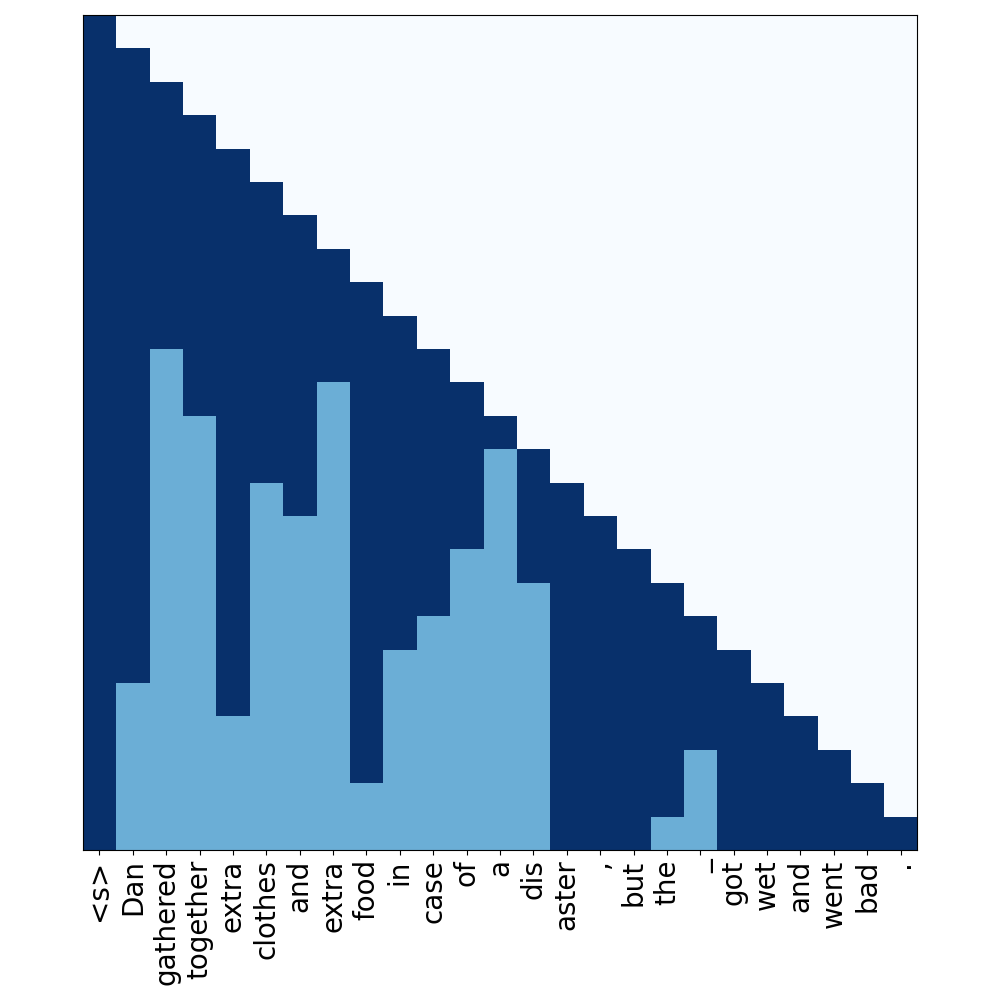 <s> Dan gathered together extra clothes and extra food in case of a dis aster , but the _ got wet and went bad .